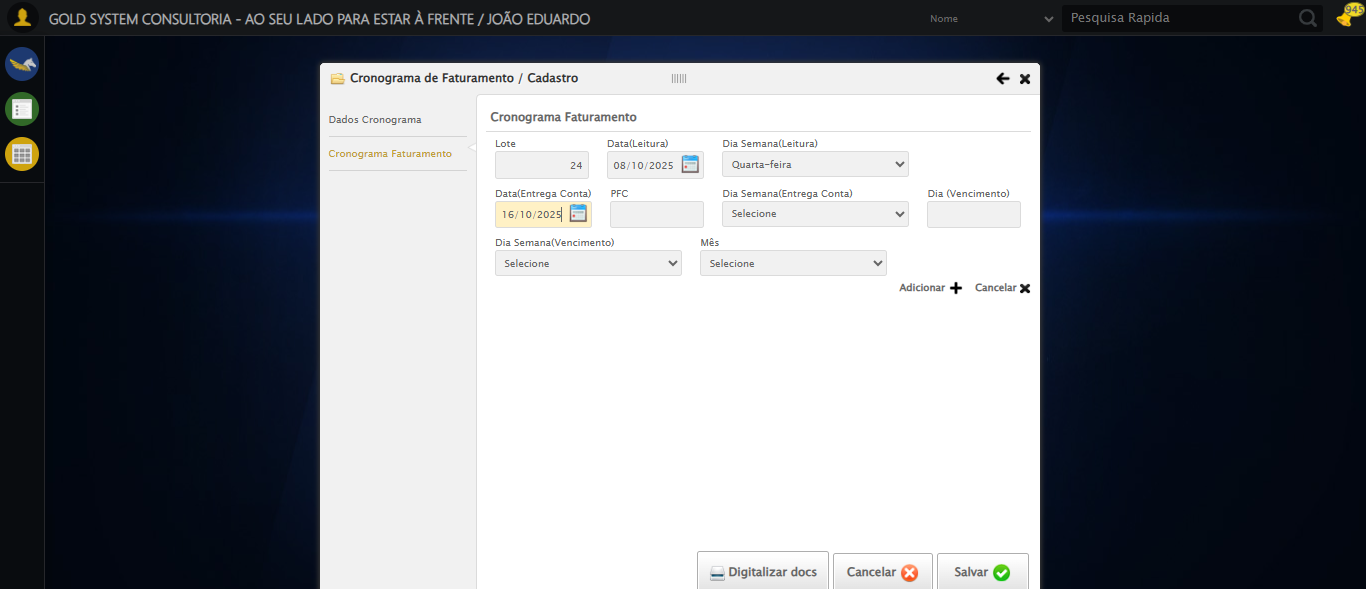 GOLD SYSTEM CONSULTORIA - AO SEU LADO PARA ESTAR À FRENTE / JOÃO EDUARDO
Nome
Pesquisa Rapida
945
Cronograma de Faturamento / Cadastro
Dados Cronograma
Cronograma Faturamento
Cronograma Faturamento
Lote
Data(Leitura)
Dia Semana(Leitura)
24
08/10/2025
Quarta-feira
Data(Entrega Conta)
PFC
Dia Semana(Entrega Conta)
Dia (Vencimento)
16/10/2025
Selecione
Dia Semana(Vencimento)
Mês
Selecione
Selecione
Adicionar
Cancelar
Digitalizar docs
Cancelar
Salvar